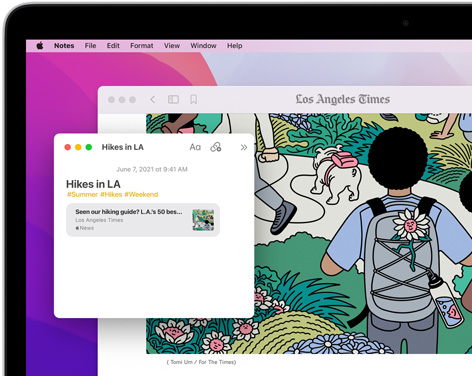 Notes File Edit Format View Window Help
Los Angeles Times
Hikes in LA
Aa
June 7, 2021 at 9:41 AM
Hikes in LA
#Summer #Hikes #Weekend
Seen our hiking guide? L.A.'s 50 bes...
Los Angeles Times
News
( Tomi Um / For The Times)